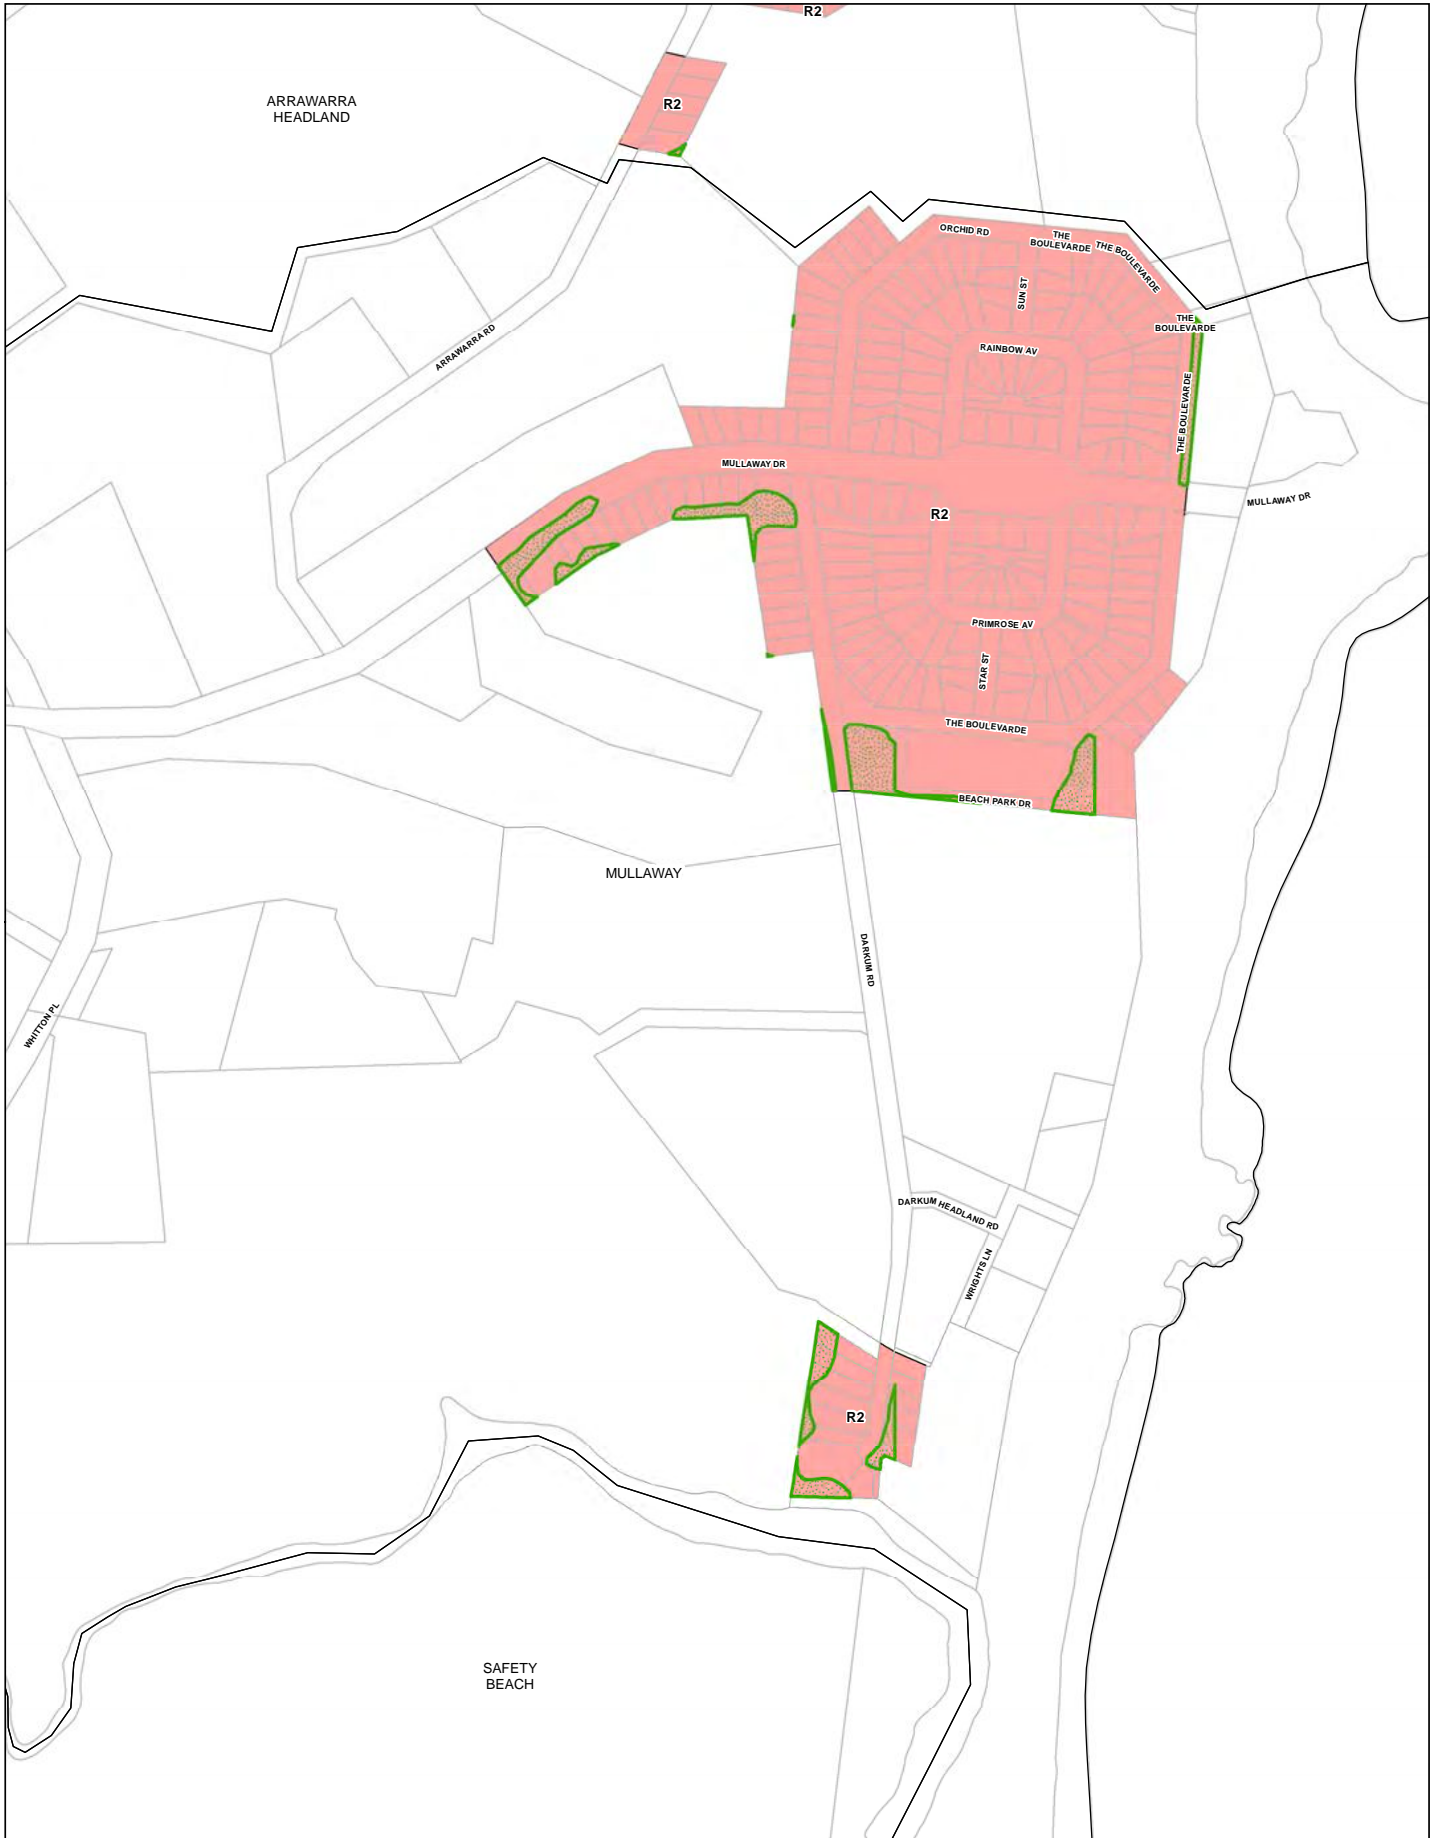 R2
ARRAWARRA
HEADLAND
R2
ORCHID RD
THE
BOULEVARDE
THE BOULEVARDE
SUN ST
THE
BOULEVARDE
ARRAWARRA RD
RAINBOW AV
THE BOULEVARDE
MULLAWAY DR
MULLAWAY DR
R2
PRIMROSE AV
STAR ST
THE BOULEVARDE
BEACH PARK DR
MULLAWAY
DARKUM RD
WHITTON PL
DARKUM HEADLAND RD
WRIGHTS LN
R2
SAFETY
BEACH